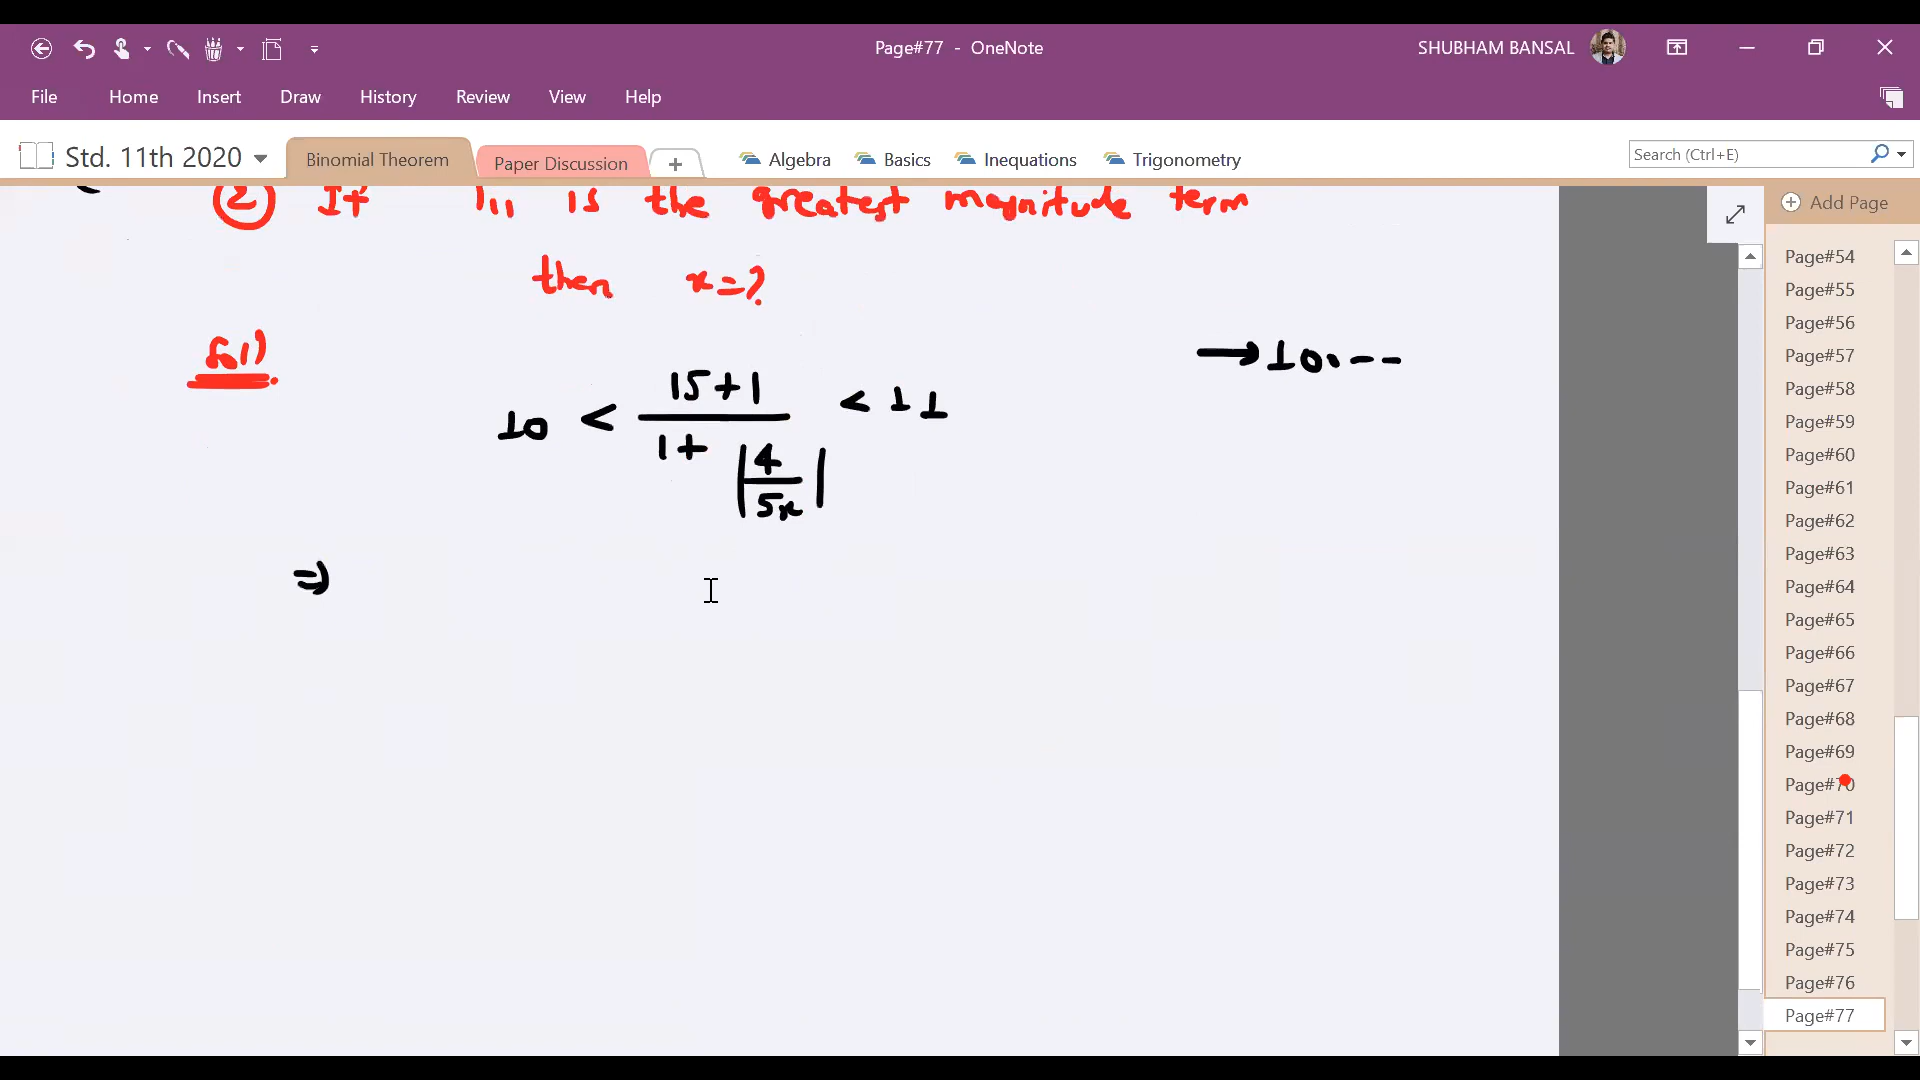 Page#77 - OneNote
SHUBHAM BANSAL
File Home Insert Draw History Review View Help
Std. 11th 2020
Binomial Theorem
Paper Discussion
+
Algebra
Basics
Inequations
Trigonometry
Search (Ctrl+E)
Add Page
② If T₁₁ is the greatest magnitude term
then x=?
Sol)
10 < (15+1)/(1+|4/5x|) < 11
→10.---
⇒
Page#54
Page#55
Page#56
Page#57
Page#58
Page#59
Page#60
Page#61
Page#62
Page#63
Page#64
Page#65
Page#66
Page#67
Page#68
Page#69
Page#70
Page#71
Page#72
Page#73
Page#74
Page#75
Page#76
Page#77